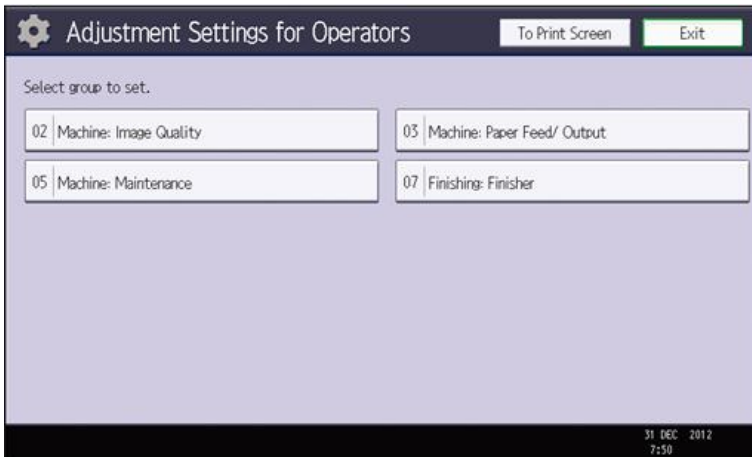 Adjustment Settings for Operators
To Print Screen
Exit
Select group to set.
02 Machine: Image Quality
03 Machine: Paper Feed/ Output
05 Machine: Maintenance
07 Finishing: Finisher
31 DEC 2012
7:50